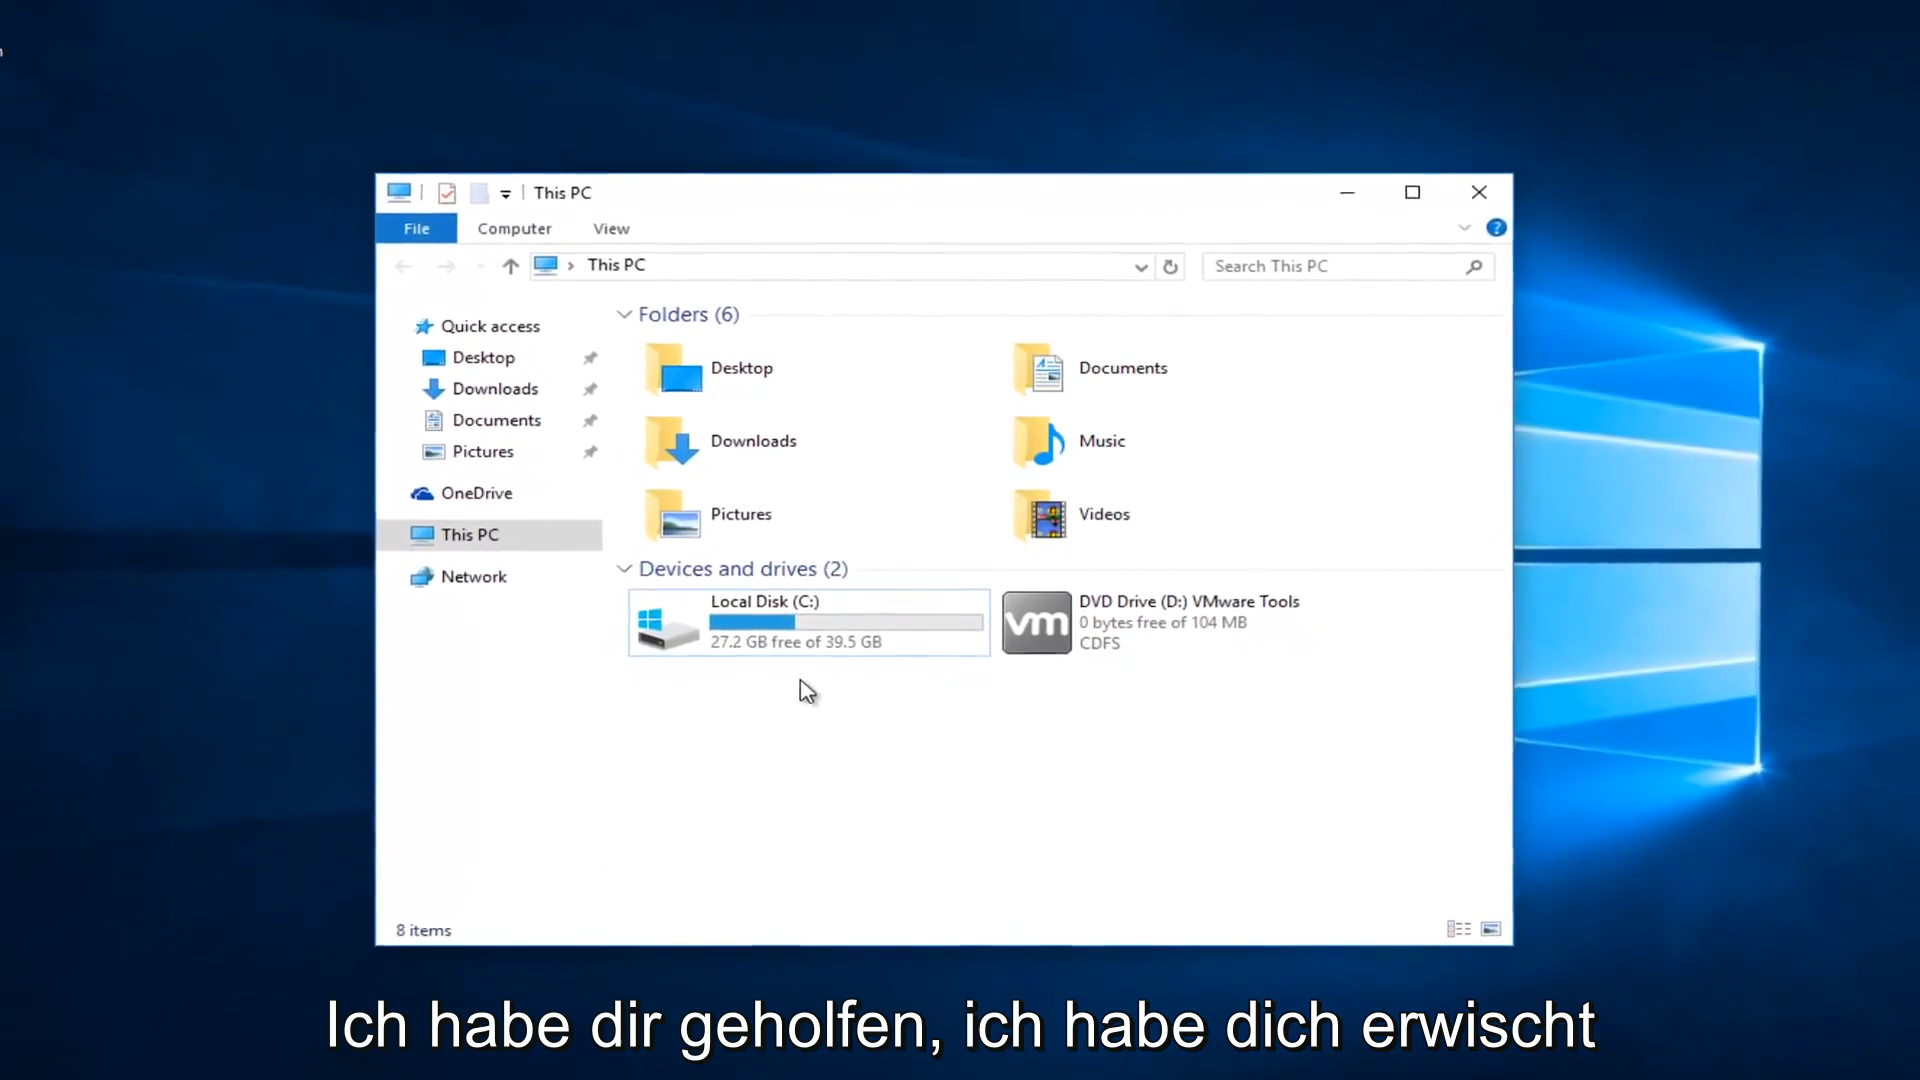 This PC
File
Computer
View
This PC
Search This PC
Quick access
Desktop
Downloads
Documents
Pictures
OneDrive
This PC
Network
Folders (6)
Desktop
Documents
Downloads
Music
Pictures
Videos
Devices and drives (2)
Local Disk (C:)
27.2 GB free of 39.5 GB
vm
DVD Drive (D:) VMware Tools
0 bytes free of 104 MB
CDFS
8 items
Ich habe dir geholfen, ich habe dich erwischt